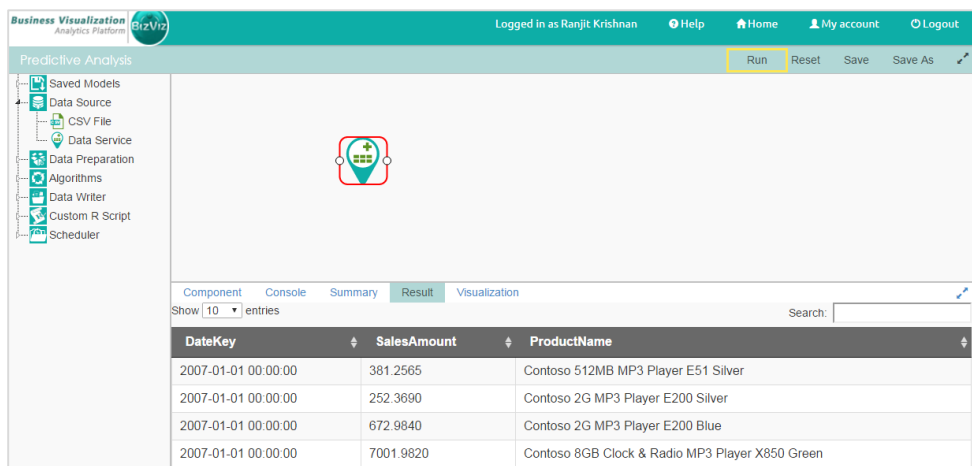 Business Visualization
Analytics Platform
BizViz
Logged in as Ranjit Krishnan Help Home My account Logout
Predictive Analysis
Run Reset Save Save As
Saved Models
Data Source
CSV File
Data Service
Data Preparation
Algorithms
Data Writer
Custom R Script
Scheduler
Component Console Summary Result Visualization
Show 10 entries
Search:
DateKey SalesAmount ProductName
2007-01-01 00:00:00 381.2565 Contoso 512MB MP3 Player E51 Silver
2007-01-01 00:00:00 252.3690 Contoso 2G MP3 Player E200 Silver
2007-01-01 00:00:00 672.9840 Contoso 2G MP3 Player E200 Blue
2007-01-01 00:00:00 7001.9820 Contoso 8GB Clock & Radio MP3 Player X850 Green